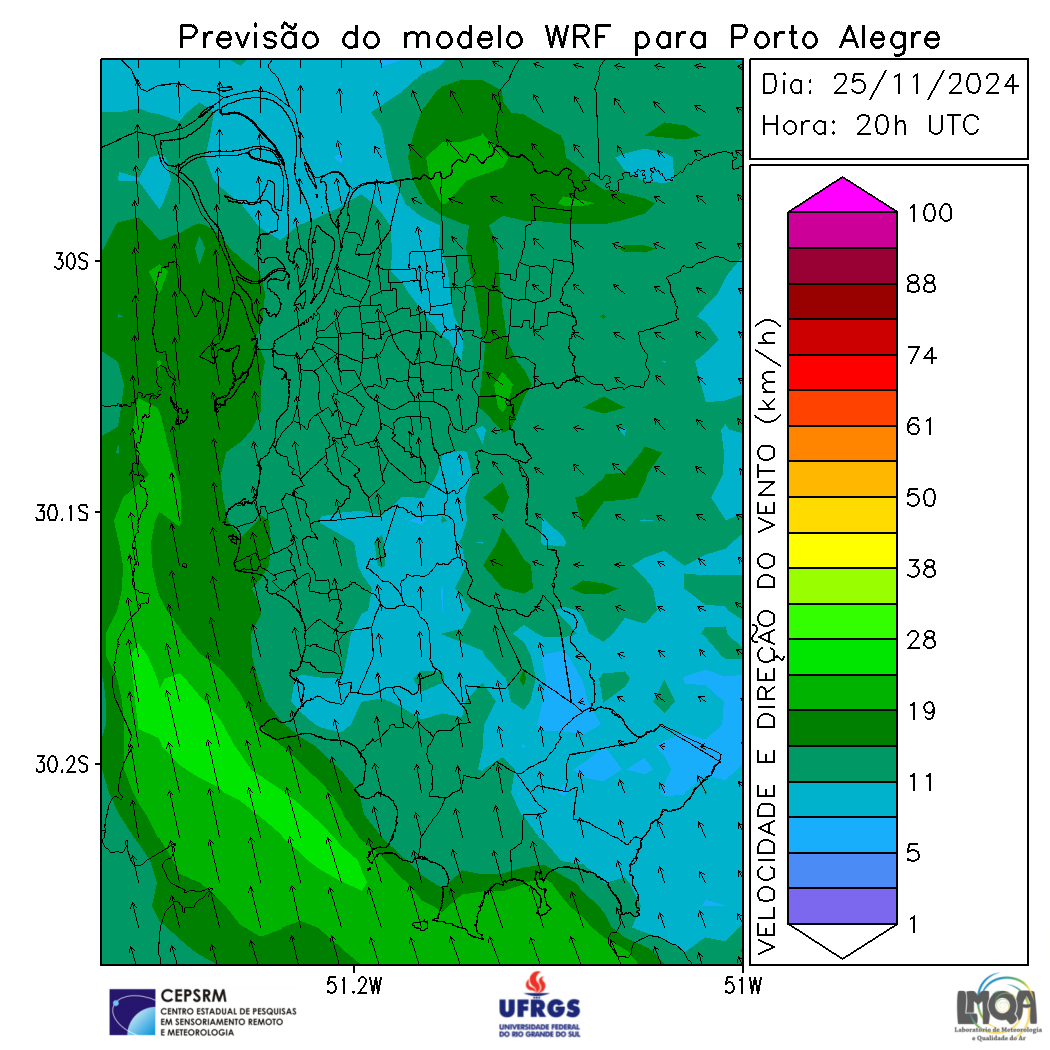 Previsão do modelo WRF para Porto Alegre
Dia: 25/11/2024
Hora: 20h UTC
30S
30.1S
30.2S
51.2W
51W
VELOCIDADE E DIREÇÃO DO VENTO (km/h)
100
88
74
61
50
38
28
19
11
5
1
CEPSRM
CENTRO ESTADUAL DE PESQUISAS
EM SENSORIAMENTO REMOTO
E METEOROLOGIA
UFRGS
UNIVERSIDADE FEDERAL
DO RIO GRANDE DO SUL
LMQA
Laboratório de Meteorologia
e Qualidade do Ar